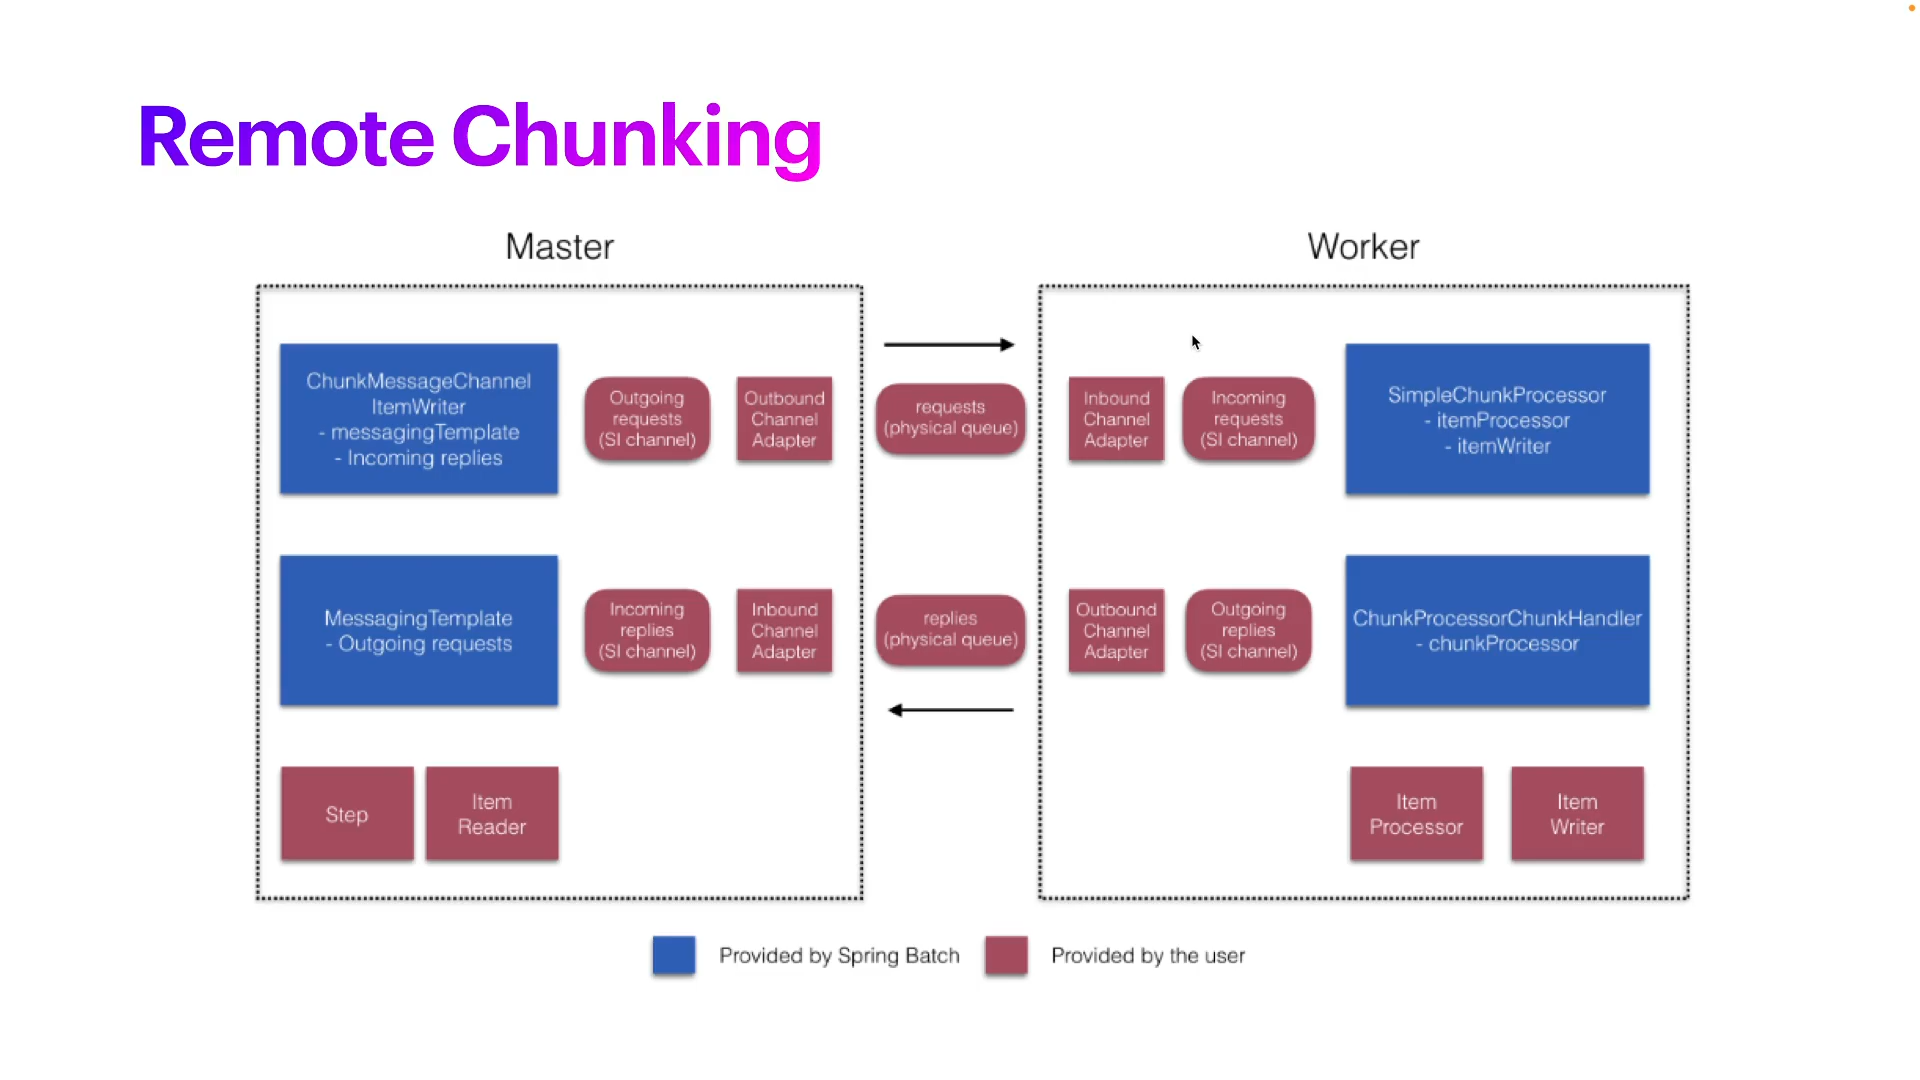 Remote Chunking
Master
Worker
ChunkMessageChannel
ItemWriter
- messagingTemplate
- Incoming replies
Outgoing
requests
(SI channel)
Outbound
Channel
Adapter
requests
(physical queue)
Inbound
Channel
Adapter
Incoming
requests
(SI channel)
SimpleChunkProcessor
- itemProcessor
- itemWriter
MessagingTemplate
- Outgoing requests
Incoming
replies
(SI channel)
Inbound
Channel
Adapter
replies
(physical queue)
Outbound
Channel
Adapter
Outgoing
replies
(SI channel)
ChunkProcessorChunkHandler
- chunkProcessor
Step
Item
Reader
Item
Processor
Item
Writer
Provided by Spring Batch
Provided by the user